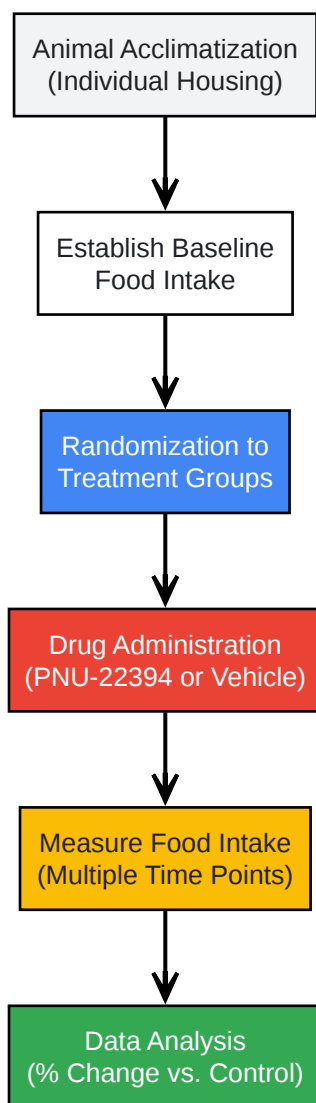 Animal Acclimatization
(Individual Housing)
Establish Baseline
Food Intake
Randomization to
Treatment Groups
Drug Administration
(PNU-22394 or Vehicle)
Measure Food Intake
(Multiple Time Points)
Data Analysis
(% Change vs. Control)